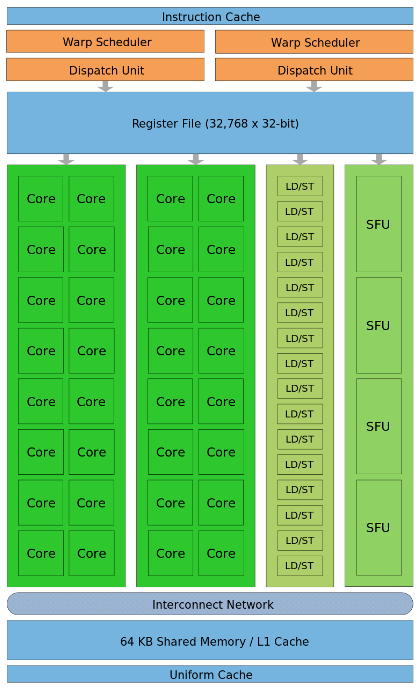 Instruction Cache
Warp Scheduler Warp Scheduler
Dispatch Unit Dispatch Unit
Register File (32,768 x 32-bit)
Core Core Core Core LD/ST
LD/ST
SFU
Core Core Core Core LD/ST
LD/ST
Core Core Core Core LD/ST
LD/ST
SFU
Core Core Core Core LD/ST
LD/ST
Core Core Core Core LD/ST
LD/ST
SFU
Core Core Core Core LD/ST
LD/ST
Core Core Core Core LD/ST
LD/ST
SFU
Core Core Core Core LD/ST
LD/ST
Interconnect Network
64 KB Shared Memory / L1 Cache
Uniform Cache